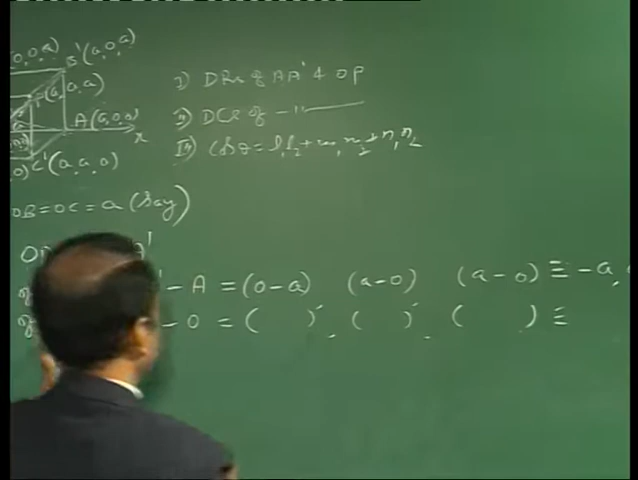 0,0,a)
B'(a,0,a)
P(a,0,a)
A(a,0,0)
x
C'(a,a,0)
I) DRs of AA' & OP
II) DCs of - " -
III) Cosθ = l₁l₂ + m₁m₂ + n₁n₂
OB = OC = a (Say)
- A = (0-a) (a-0) (a-0) ≡ -a,
- 0 = ( ), ( ), ( ) ≡